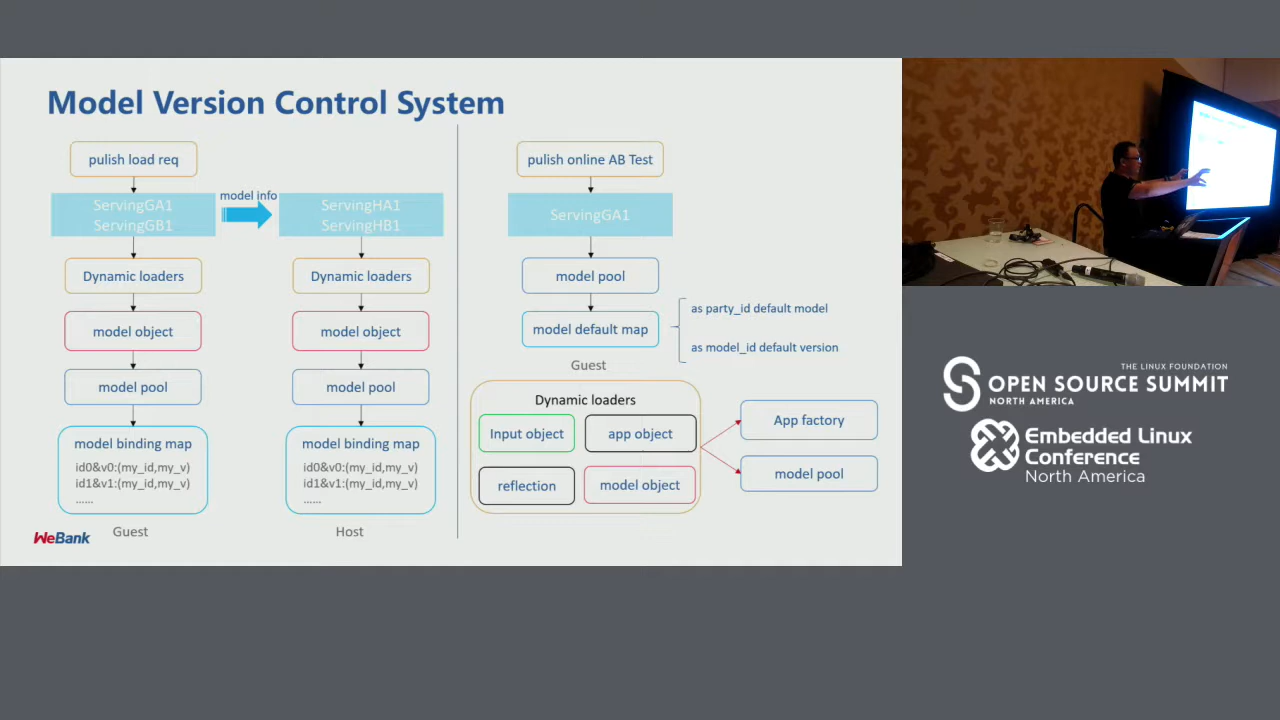 Model Version Control System
pulish load req
ServingGA1
ServingGB1
model info
ServingHA1
ServingHB1
Dynamic loaders
Dynamic loaders
model object
model object
model pool
model pool
model binding map
id0&v0:(my_id,my_v)
id1&v1:(my_id,my_v)
......
model binding map
id0&v0:(my_id,my_v)
id1&v1:(my_id,my_v)
......
WeBank
Guest
Host
pulish online AB Test
ServingGA1
model pool
model default map
as party_id default model
as model_id default version
Guest
Dynamic loaders
Input object
app object
reflection
model object
App factory
model pool
THE LINUX FOUNDATION
OPEN SOURCE SUMMIT
NORTH AMERICA
Embedded Linux
Conference
North America